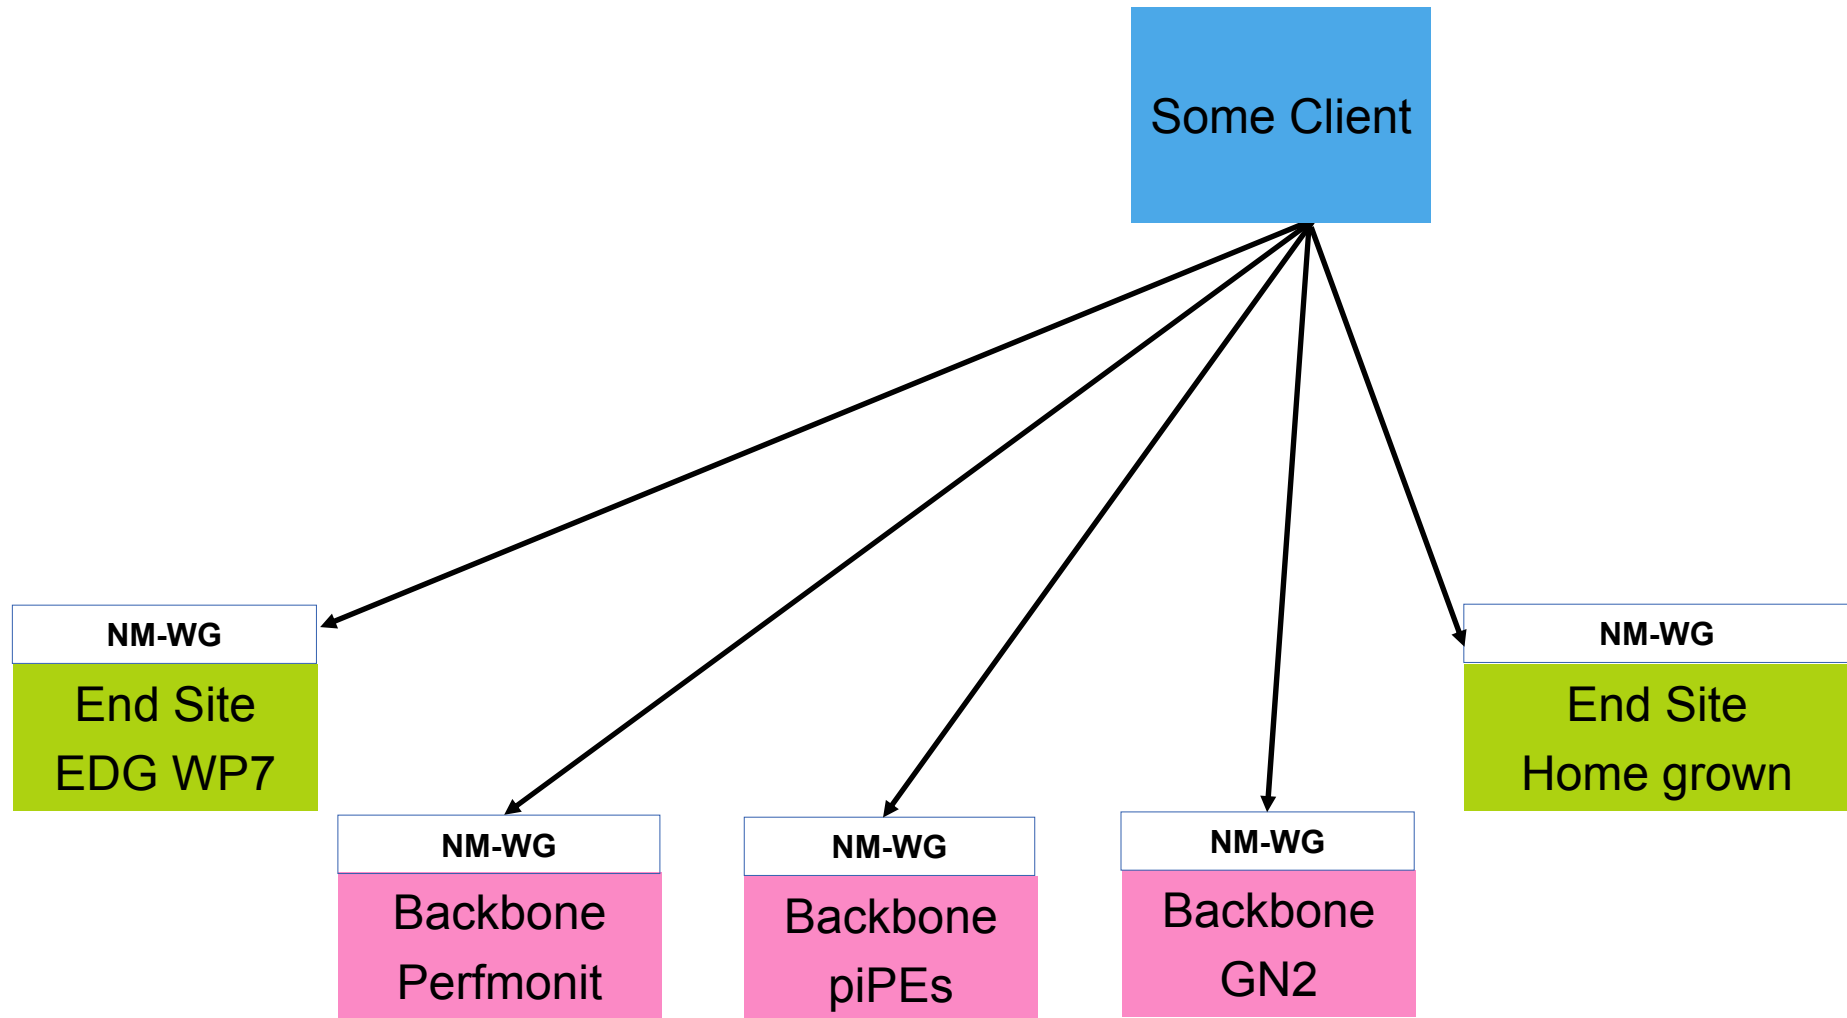 Some Client
NM-WG
End Site
EDG WP7
NM-WG
Backbone
Perfmonit
NM-WG
Backbone
piPEs
NM-WG
Backbone
GN2
NM-WG
End Site
Home grown